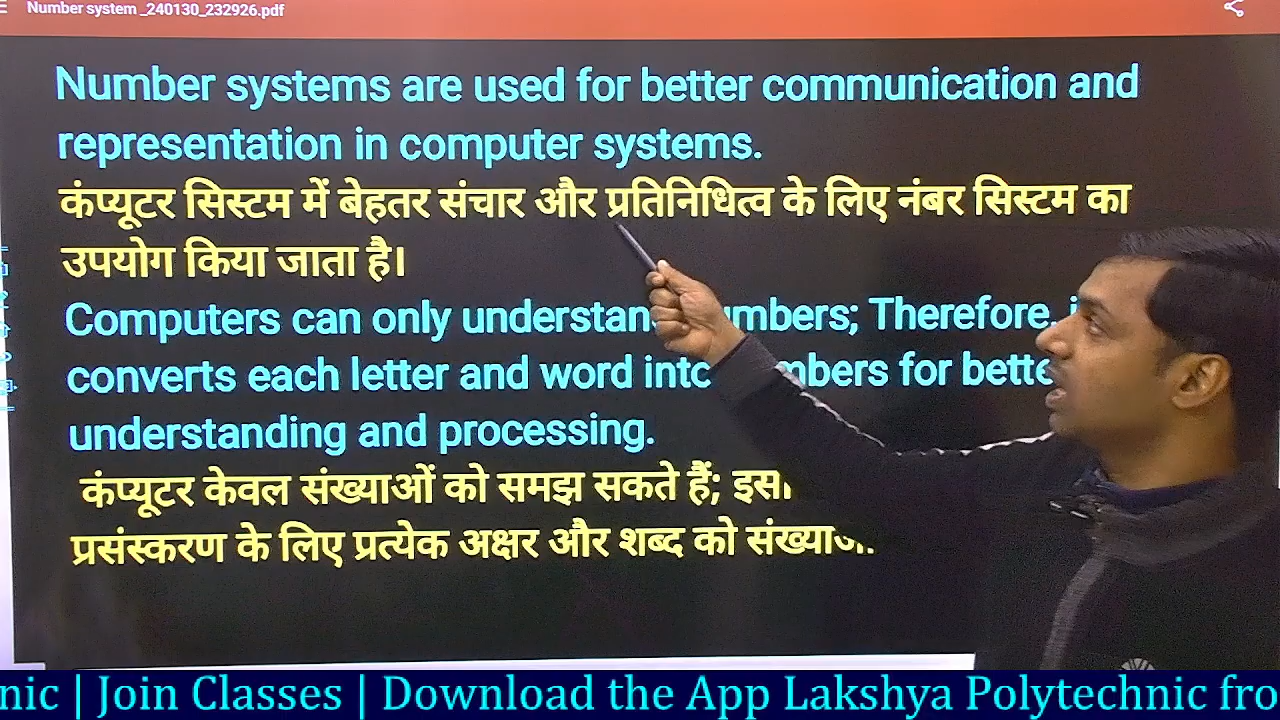 Number system _240130_232926.pdf
Number systems are used for better communication and
representation in computer systems.
कंप्यूटर सिस्टम में बेहतर संचार और प्रतिनिधित्व के लिए नंबर सिस्टम का
उपयोग किया जाता है।
Computers can only understand numbers; Therefore,
converts each letter and word into numbers for
understanding and processing.
कंप्यूटर केवल संख्याओं को समझ सकते हैं;
प्रसंस्करण के लिए प्रत्येक अक्षर और शब्द को
nic | Join Classes | Download the App Lakshya Polytechnic fro